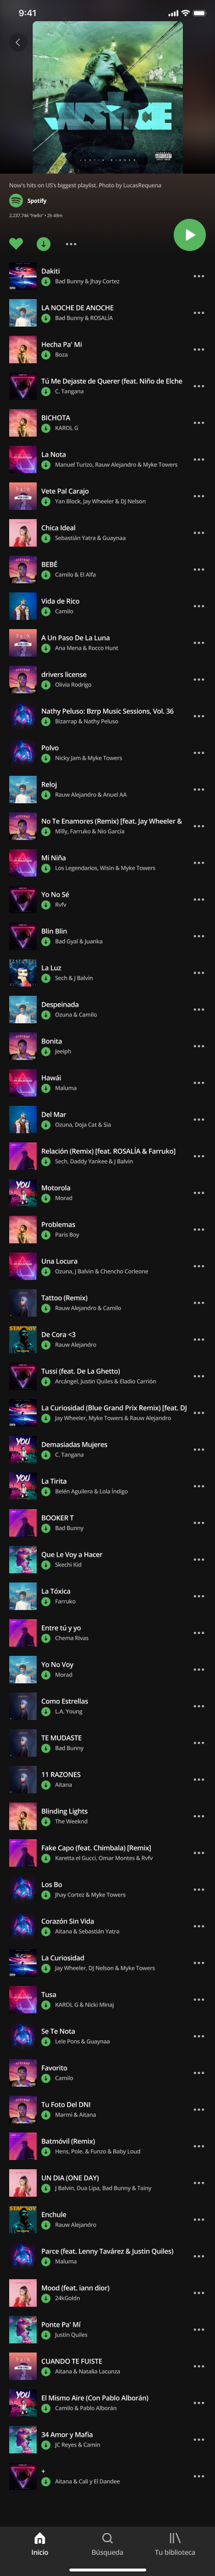 9:41
JUSTICE
JUSTIN BIEBER
Now's hits on US's biggest playlist. Photo by LucasRequena
Spotify
2,237.746 "Hello" • 2h 49m
Dakiti
Bad Bunny & Jhay Cortez
LA NOCHE DE ANOCHE
Bad Bunny & ROSALÍA
Hecha Pa' Mi
Boza
Tú Me Dejaste de Querer (feat. Niño de Elche
C. Tangana
BICHOTA
KAROL G
La Nota
Manuel Turizo, Rauw Alejandro & Myke Towers
Vete Pal Carajo
Yan Block, Jay Wheeler & DJ Nelson
Chica Ideal
Sebastián Yatra & Guaynaa
BEBÉ
Camilo & El Alfa
Vida de Rico
Camilo
A Un Paso De La Luna
Ana Mena & Rocco Hunt
drivers license
Olivia Rodrigo
Nathy Peluso: Bzrp Music Sessions, Vol. 36
Bizarrap & Nathy Peluso
Polvo
Nicky Jam & Myke Towers
Reloj
Rauw Alejandro & Anuel AA
No Te Enamores (Remix) [feat. Jay Wheeler &
Milly, Farruko & Nio García
Mi Niña
Los Legendarios, Wisin & Myke Towers
Yo No Sé
Rvfv
Blin Blin
Bad Gyal & Juanka
La Luz
Sech & J Balvin
Despeinada
Ozuna & Camilo
Bonita
Jeeiph
Hawái
Maluma
Del Mar
Ozuna, Doja Cat & Sia
Relación (Remix) [feat. ROSALÍA & Farruko]
Sech, Daddy Yankee & J Balvin
Motorola
Morad
Problemas
Paris Boy
Una Locura
Ozuna, J Balvin & Chencho Corleone
Tattoo (Remix)
Rauw Alejandro & Camilo
De Cora <3
Rauw Alejandro
Tussi (feat. De La Ghetto)
Arcángel, Justin Quiles & Eladio Carrión
La Curiosidad (Blue Grand Prix Remix) [feat. DJ
Jay Wheeler, Myke Towers & Rauw Alejandro
Demasiadas Mujeres
C. Tangana
La Tirita
Belén Aguilera & Lola Índigo
BOOKER T
Bad Bunny
Que Le Voy a Hacer
Skechi Kid
La Tóxica
Farruko
Entre tú y yo
Chema Rivas
Yo No Voy
Morad
Como Estrellas
L.A. Young
TE MUDASTE
Bad Bunny
11 RAZONES
Aitana
Blinding Lights
The Weeknd
Fake Capo (feat. Chimbala) [Remix]
Karetta el Gucci, Omar Montes & Rvfv
Los Bo
Jhay Cortez & Myke Towers
Corazón Sin Vida
Aitana & Sebastián Yatra
La Curiosidad
Jay Wheeler, DJ Nelson & Myke Towers
Tusa
KAROL G & Nicki Minaj
Se Te Nota
Lele Pons & Guaynaa
Favorito
Camilo
Tu Foto Del DNI
Marmi & Aitana
Batmóvil (Remix)
Hens, Pole. & Funzo & Baby Loud
UN DIA (ONE DAY)
J Balvin, Dua Lipa, Bad Bunny & Tainy
Enchule
Rauw Alejandro
Parce (feat. Lenny Tavárez & Justin Quiles)
Maluma
Mood (feat. iann dior)
24kGoldn
Ponte Pa' Mí
Justin Quiles
CUANDO TE FUISTE
Aitana & Natalia Lacunza
El Mismo Aire (Con Pablo Alborán)
Camilo & Pablo Alborán
34 Amor y Mafia
JC Reyes & Camin
+
Aitana & Cali y El Dandee
Inicio
Búsqueda
Tu biblioteca